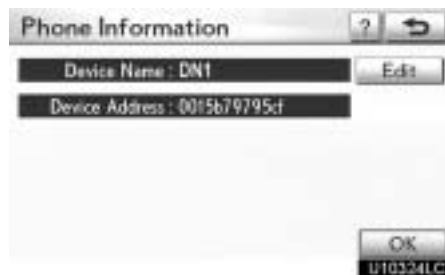 Phone Information ?
Device Name : DN1 Edit
Device Address : 0015b79795cf
OK
U10324LC